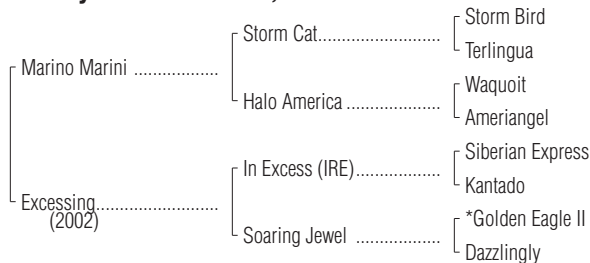 Storm Bird
Storm Cat........................
Terlingua
Marino Marini ................
Waquoit
Halo America ..................
Ameriangel
Siberian Express
In Excess (IRE)................
Kantado
Excessing.......................
(2002)
*Golden Eagle II
Soaring Jewel ................
Dazzlingly